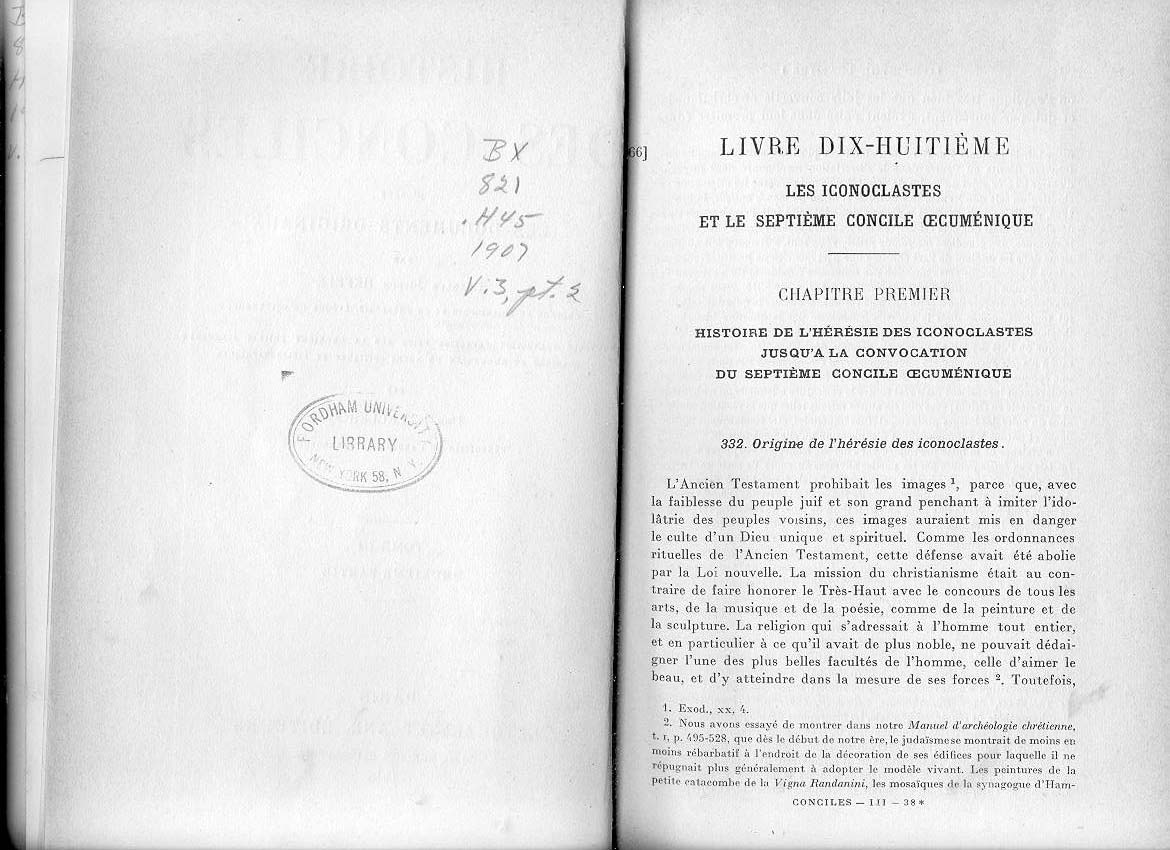 BX
821
.H45
1907
V.3, pt. 2
FORDHAM UNIVERSITY
LIBRARY
NEW YORK 58, N. Y.
66]
LIVRE DIX-HUITIÈME
LES ICONOCLASTES
ET LE SEPTIÈME CONCILE ŒCUMÉNIQUE
CHAPITRE PREMIER
HISTOIRE DE L'HÉRÉSIE DES ICONOCLASTES
JUSQU'A LA CONVOCATION
DU SEPTIÈME CONCILE ŒCUMÉNIQUE
332. Origine de l'hérésie des iconoclastes.
L'Ancien Testament prohibait les images ¹, parce que, avec
la faiblesse du peuple juif et son grand penchant à imiter l'ido-
lâtrie des peuples voisins, ces images auraient mis en danger
le culte d'un Dieu unique et spirituel. Comme les ordonnances
rituelles de l'Ancien Testament, cette défense avait été abolie
par la Loi nouvelle. La mission du christianisme était au con-
traire de faire honorer le Très-Haut avec le concours de tous les
arts, de la musique et de la poésie, comme de la peinture et de
la sculpture. La religion qui s'adressait à l'homme tout entier,
et en particulier à ce qu'il avait de plus noble, ne pouvait dédai-
gner l'une des plus belles facultés de l'homme, celle d'aimer le
beau, et d'y atteindre dans la mesure de ses forces ². Toutefois,
1. Exod., xx, 4.
2. Nous avons essayé de montrer dans notre Manuel d'archéologie chrétienne,
t. I, p. 495-528, que dès le début de notre ère, le judaïsme se montrait de moins en
moins rébarbatif à l'endroit de la décoration de ses édifices pour laquelle il ne
répugnait plus généralement à adopter le modèle vivant. Les peintures de la
petite catacombe de la Vigna Randanini, les mosaïques de la synagogue d'Ham-
CONCILES — III — 38*